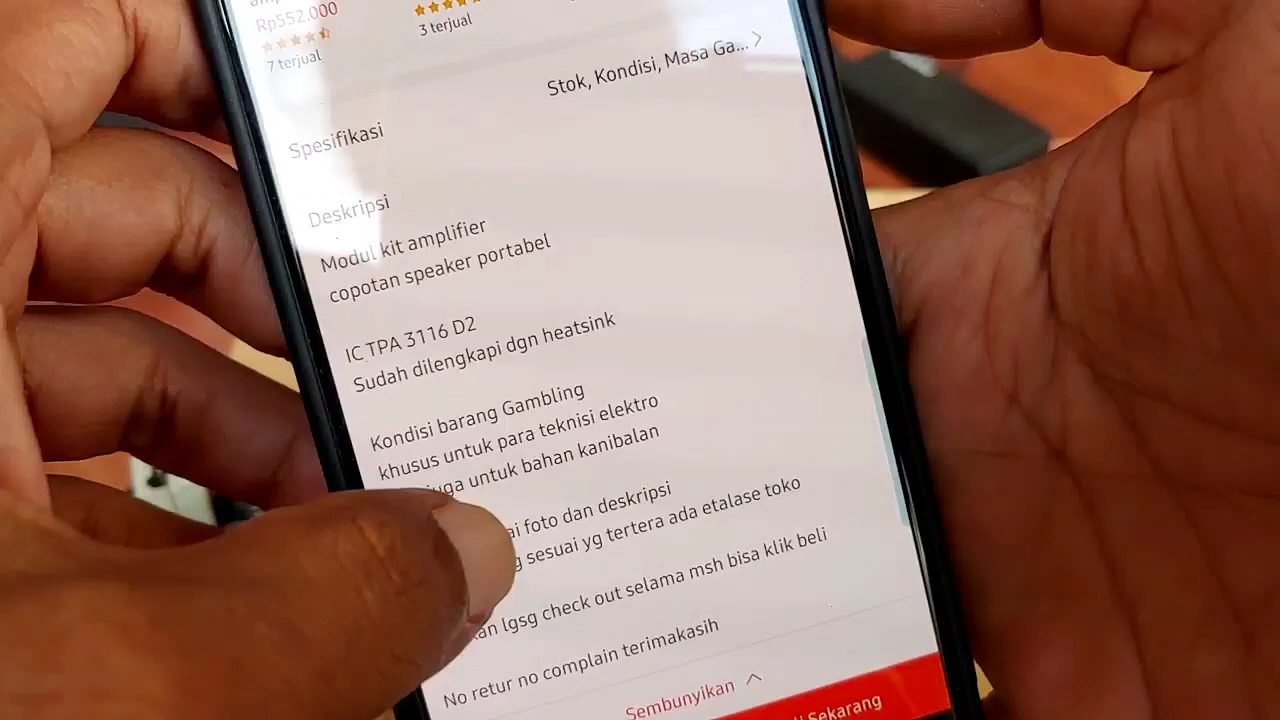 Rp552.000
7 terjual
3 terjual
Stok, Kondisi, Masa Ga...
Spesifikasi
Deskripsi
Modul kit amplifier
copotan speaker portabel
IC TPA 3116 D2
Sudah dilengkapi dgn heatsink
Kondisi barang Gambling
khusus untuk para teknisi elektro
untuk bahan kanibalan
foto dan deskripsi
sesuai yg tertera ada etalase toko
lgsg check out selama msh bisa klik beli
No retur no complain terimakasih
Sembunyikan
Sekarang